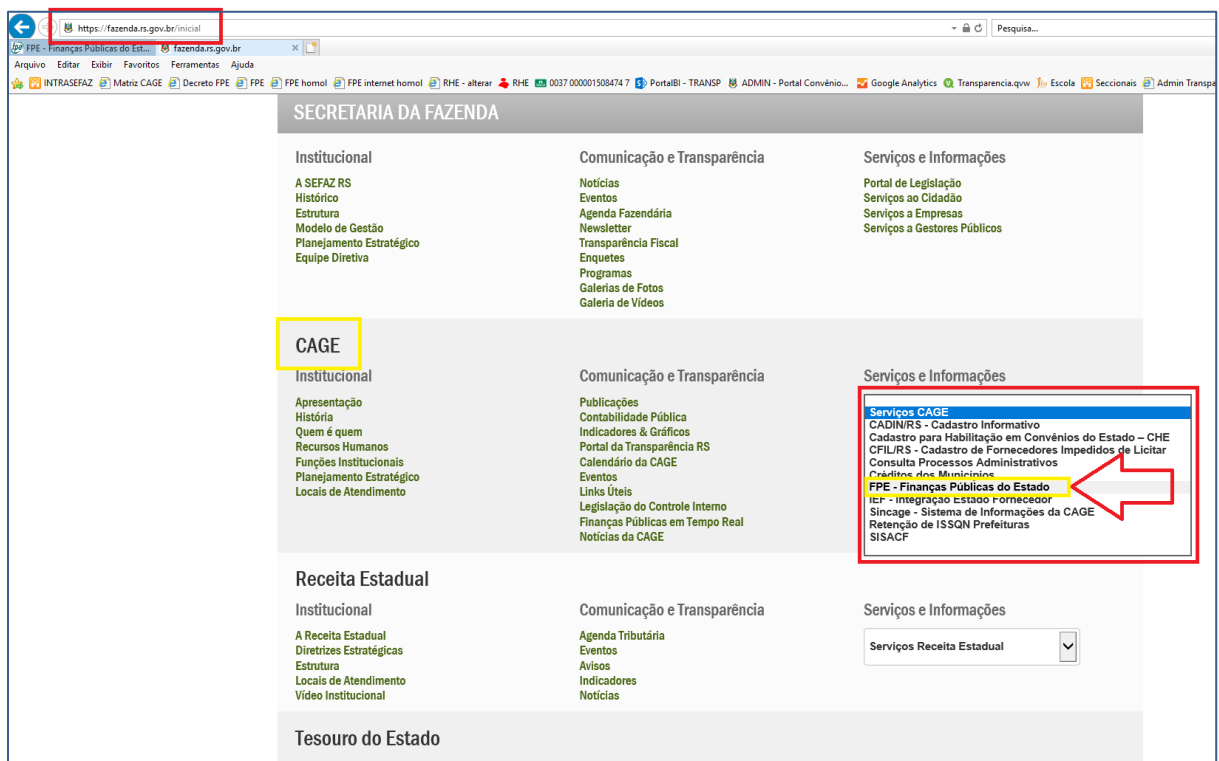 https://fazenda.rs.gov.br/inicial
Pesquisa...
FPE - Finanças Públicas do Est...
fazenda.rs.gov.br
Arquivo Editar Exibir Favoritos Ferramentas Ajuda
INTRASEFAZ Matriz CAGE Decreto FPE FPE FPE homol FPE internet homol RHE - alterar RHE 0037 000001508474 7 PortalBI - TRANSP ADMIN - Portal Convênio... Google Analytics Transparencia.qvw Escola Seccionais Admin Transpa
SECRETARIA DA FAZENDA
Institucional
A SEFAZ RS
Histórico
Estrutura
Modelo de Gestão
Planejamento Estratégico
Equipe Diretiva
Comunicação e Transparência
Notícias
Eventos
Agenda Fazendária
Newsletter
Transparência Fiscal
Enquetes
Programas
Galerias de Fotos
Galeria de Vídeos
Serviços e Informações
Portal de Legislação
Serviços ao Cidadão
Serviços a Empresas
Serviços a Gestores Públicos
CAGE
Institucional
Apresentação
História
Quem é quem
Recursos Humanos
Funções Institucionais
Planejamento Estratégico
Locais de Atendimento
Comunicação e Transparência
Publicações
Contabilidade Pública
Indicadores & Gráficos
Portal da Transparência RS
Calendário da CAGE
Eventos
Links Úteis
Legislação do Controle Interno
Finanças Públicas em Tempo Real
Notícias da CAGE
Serviços e Informações
Serviços CAGE
CADIN/RS - Cadastro Informativo
Cadastro para Habilitação em Convênios do Estado – CHE
CFIL/RS - Cadastro de Fornecedores Impedidos de Licitar
Consulta Processos Administrativos
Créditos dos Municípios
FPE - Finanças Públicas do Estado
IEF - Integração Estado Fornecedor
Sincage - Sistema de Informações da CAGE
Retenção de ISSQN Prefeituras
SISACF
Receita Estadual
Institucional
A Receita Estadual
Diretrizes Estratégicas
Estrutura
Locais de Atendimento
Vídeo Institucional
Comunicação e Transparência
Agenda Tributária
Eventos
Avisos
Indicadores
Notícias
Serviços e Informações
Serviços Receita Estadual
Tesouro do Estado